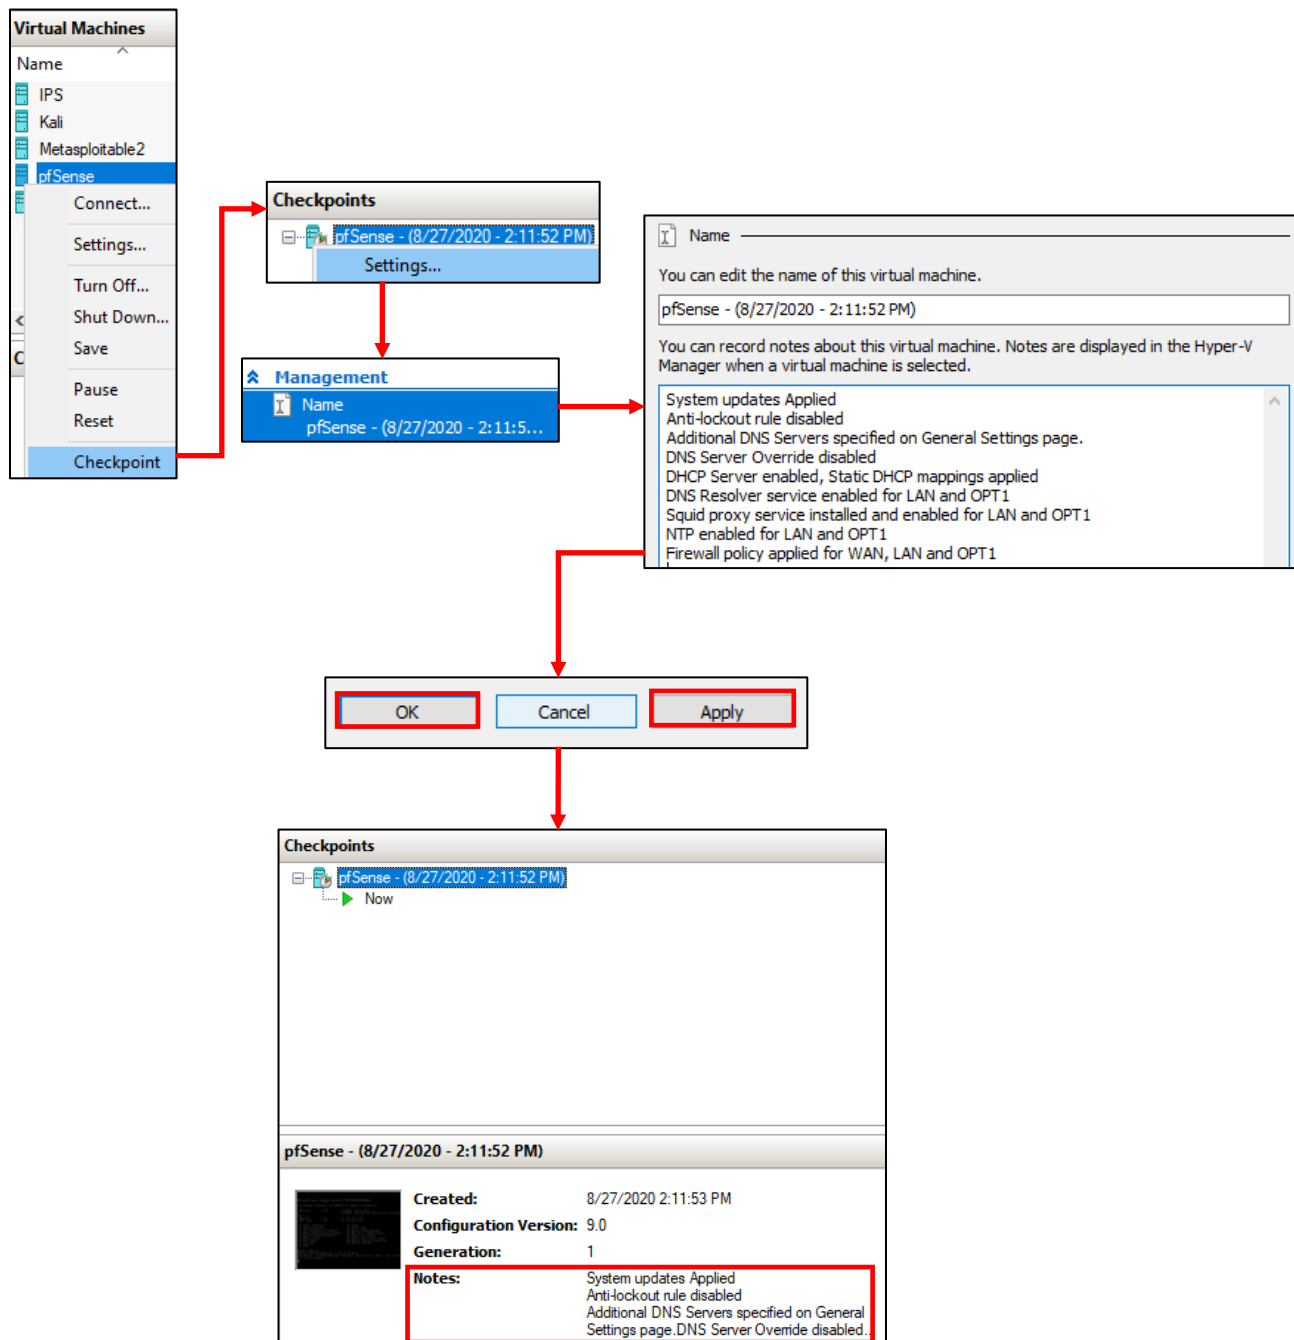 Virtual Machines
Name
IPS
Kali
Metasploitable2
pfSense
Connect...
Settings...
Turn Off...
Shut Down...
Save
Pause
Reset
Checkpoint
C
Checkpoints
pfSense - (8/27/2020 - 2:11:52 PM)
Settings...
Management
Name
pfSense - (8/27/2020 - 2:11:5...
Name
You can edit the name of this virtual machine.
pfSense - (8/27/2020 - 2:11:52 PM)
You can record notes about this virtual machine. Notes are displayed in the Hyper-V
Manager when a virtual machine is selected.
System updates Applied
Anti-lockout rule disabled
Additional DNS Servers specified on General Settings page.
DNS Server Override disabled
DHCP Server enabled, Static DHCP mappings applied
DNS Resolver service enabled for LAN and OPT1
Squid proxy service installed and enabled for LAN and OPT1
NTP enabled for LAN and OPT1
Firewall policy applied for WAN, LAN and OPT1
OK Cancel Apply
Checkpoints
pfSense - (8/27/2020 - 2:11:52 PM)
Now
pfSense - (8/27/2020 - 2:11:52 PM)
Created: 8/27/2020 2:11:53 PM
Configuration Version: 9.0
Generation: 1
Notes: System updates Applied
Anti-lockout rule disabled
Additional DNS Servers specified on General
Settings page.DNS Server Override disabled..